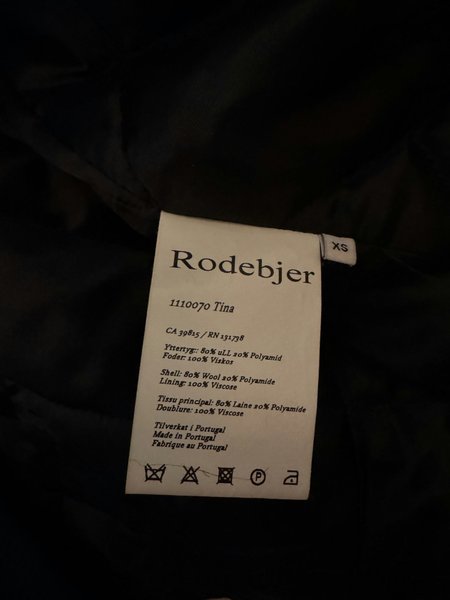 XS
Rodebjer
1110070 Tina
CA 39815 / RN 131738
Yttertyg:: 80% uLL 20% Polyamid
Foder: 100% Viskos
Shell: 80% Wool 20% Polyamide
Lining: 100% Viscose
Tissu principal: 80% Laine 20% Polyamide
Doublure: 100% Viscose
Tilverkat i Portugal
Made in Portugal
Fabrique au Portugal
P